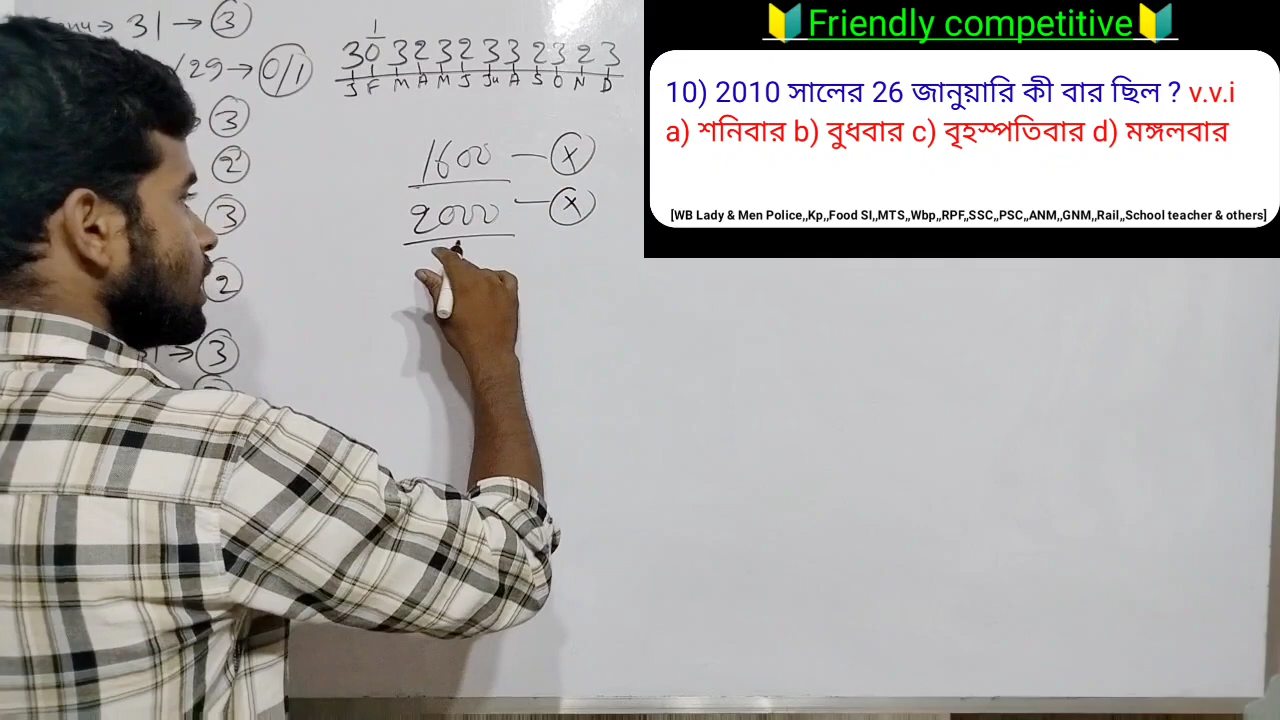 🔰Friendly competitive🔰
10) 2010 সালের 26 জানুয়ারি কী বার ছিল ? v.v.i
a) শনিবার b) বুধবার c) বৃহস্পতিবার d) মঙ্গলবার
[WB Lady & Men Police,,Kp,,Food SI,,MTS,,Wbp,,RPF,,SSC,,PSC,,ANM,,GNM,,Rail,,School teacher & others]
→ 31 → 3
/29 → 0/1
3
2
3
2
→ 3
1
3 0 3 2 3 2 3 3 2 3 2 3
J F M A M J Ju A S O N D
1600 — X
2000 — X